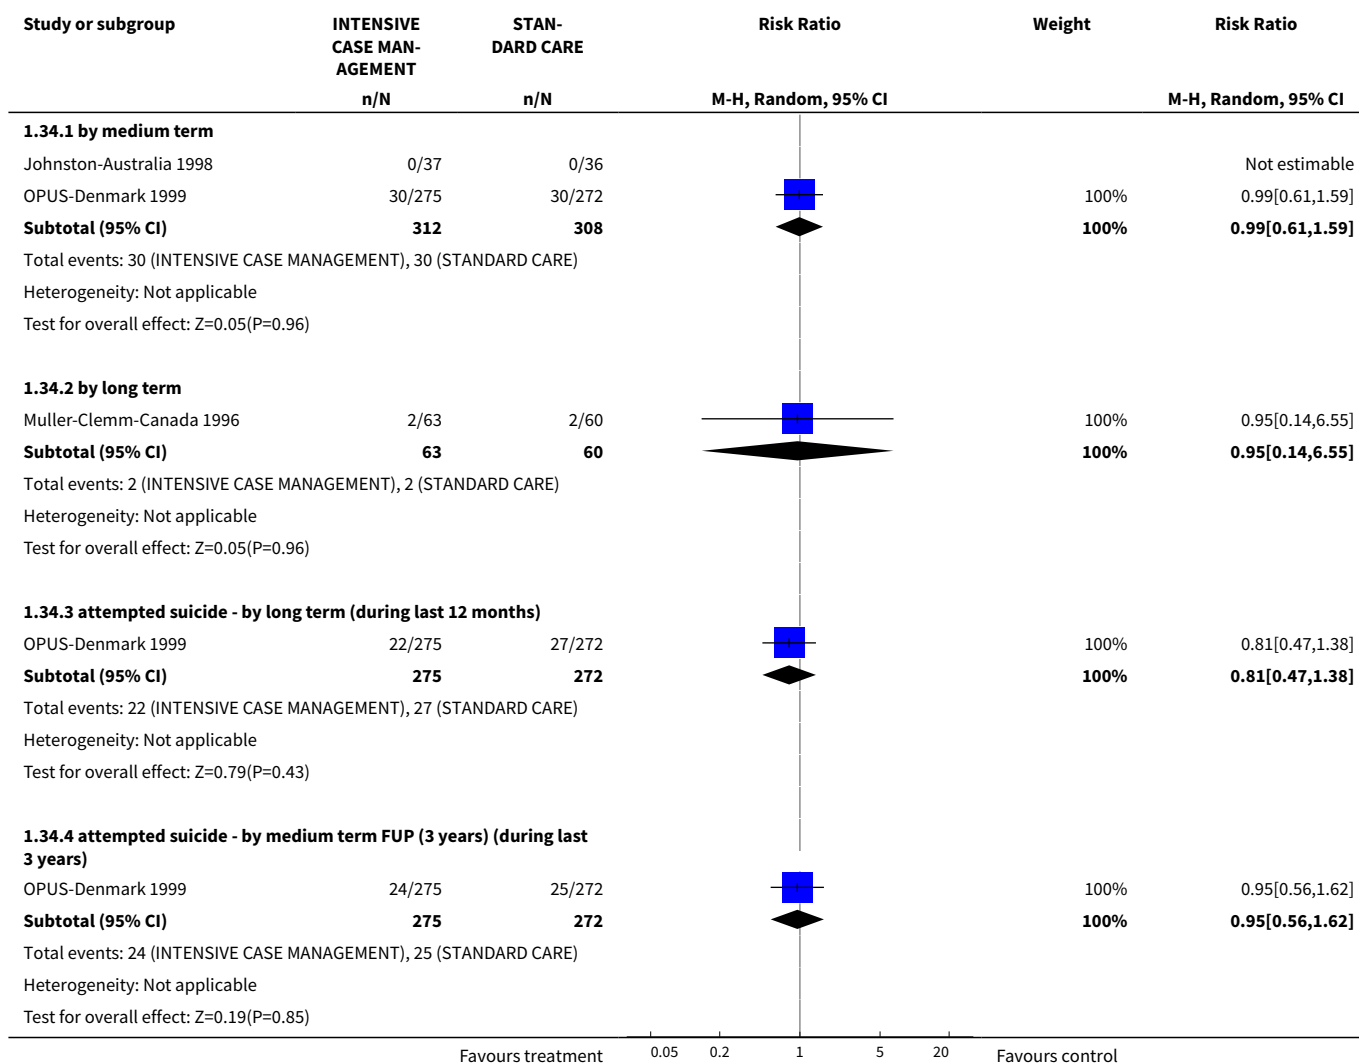 Study or subgroup INTENSIVE CASE MAN- AGEMENT STAN- DARD CARE Risk Ratio Weight Risk Ratio
n/N n/N M-H, Random, 95% CI M-H, Random, 95% CI
1.34.1 by medium term
Johnston-Australia 1998 0/37 0/36 Not estimable
OPUS-Denmark 1999 30/275 30/272 100% 0.99[0.61,1.59]
Subtotal (95% CI) 312 308 100% 0.99[0.61,1.59]
Total events: 30 (INTENSIVE CASE MANAGEMENT), 30 (STANDARD CARE)
Heterogeneity: Not applicable
Test for overall effect: Z=0.05(P=0.96)
1.34.2 by long term
Muller-Clemm-Canada 1996 2/63 2/60 100% 0.95[0.14,6.55]
Subtotal (95% CI) 63 60 100% 0.95[0.14,6.55]
Total events: 2 (INTENSIVE CASE MANAGEMENT), 2 (STANDARD CARE)
Heterogeneity: Not applicable
Test for overall effect: Z=0.05(P=0.96)
1.34.3 attempted suicide - by long term (during last 12 months)
OPUS-Denmark 1999 22/275 27/272 100% 0.81[0.47,1.38]
Subtotal (95% CI) 275 272 100% 0.81[0.47,1.38]
Total events: 22 (INTENSIVE CASE MANAGEMENT), 27 (STANDARD CARE)
Heterogeneity: Not applicable
Test for overall effect: Z=0.79(P=0.43)
1.34.4 attempted suicide - by medium term FUP (3 years) (during last
3 years)
OPUS-Denmark 1999 24/275 25/272 100% 0.95[0.56,1.62]
Subtotal (95% CI) 275 272 100% 0.95[0.56,1.62]
Total events: 24 (INTENSIVE CASE MANAGEMENT), 25 (STANDARD CARE)
Heterogeneity: Not applicable
Test for overall effect: Z=0.19(P=0.85)
Favours treatment 0.05 0.2 1 5 20 Favours control